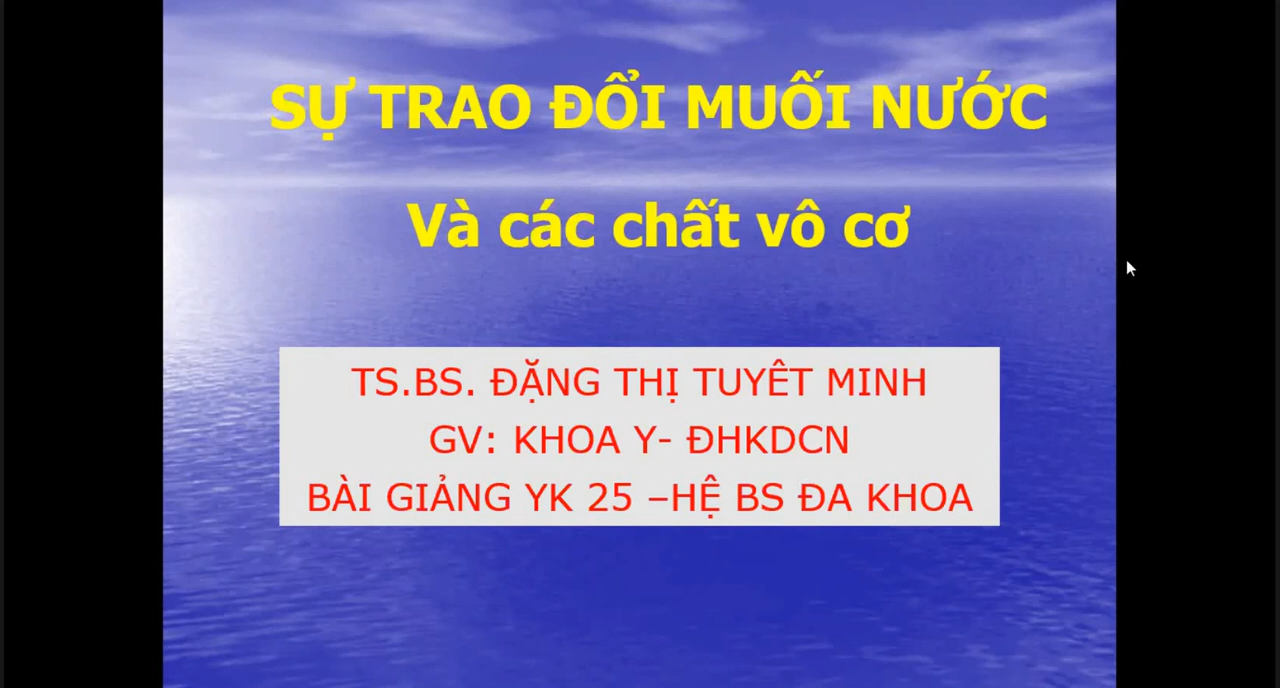 SỰ TRAO ĐỔI MUỐI NƯỚC
Và các chất vô cơ
TS.BS. ĐẶNG THỊ TUYÊT MINH
GV: KHOA Y- ĐHKDCN
BÀI GIẢNG YK 25 –HỆ BS ĐA KHOA